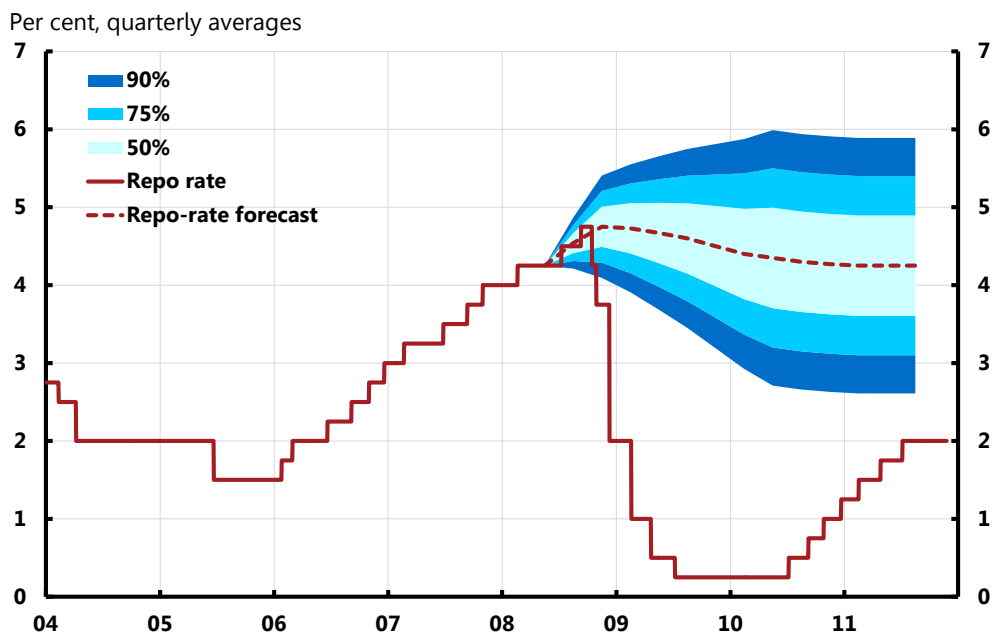 Per cent, quarterly averages
7 7
90%
75%
6 6
50%
Repo rate
5 Repo-rate forecast 5
4 4
3 3
2 2
1 1
0 0
04 05 06 07 08 09 10 11